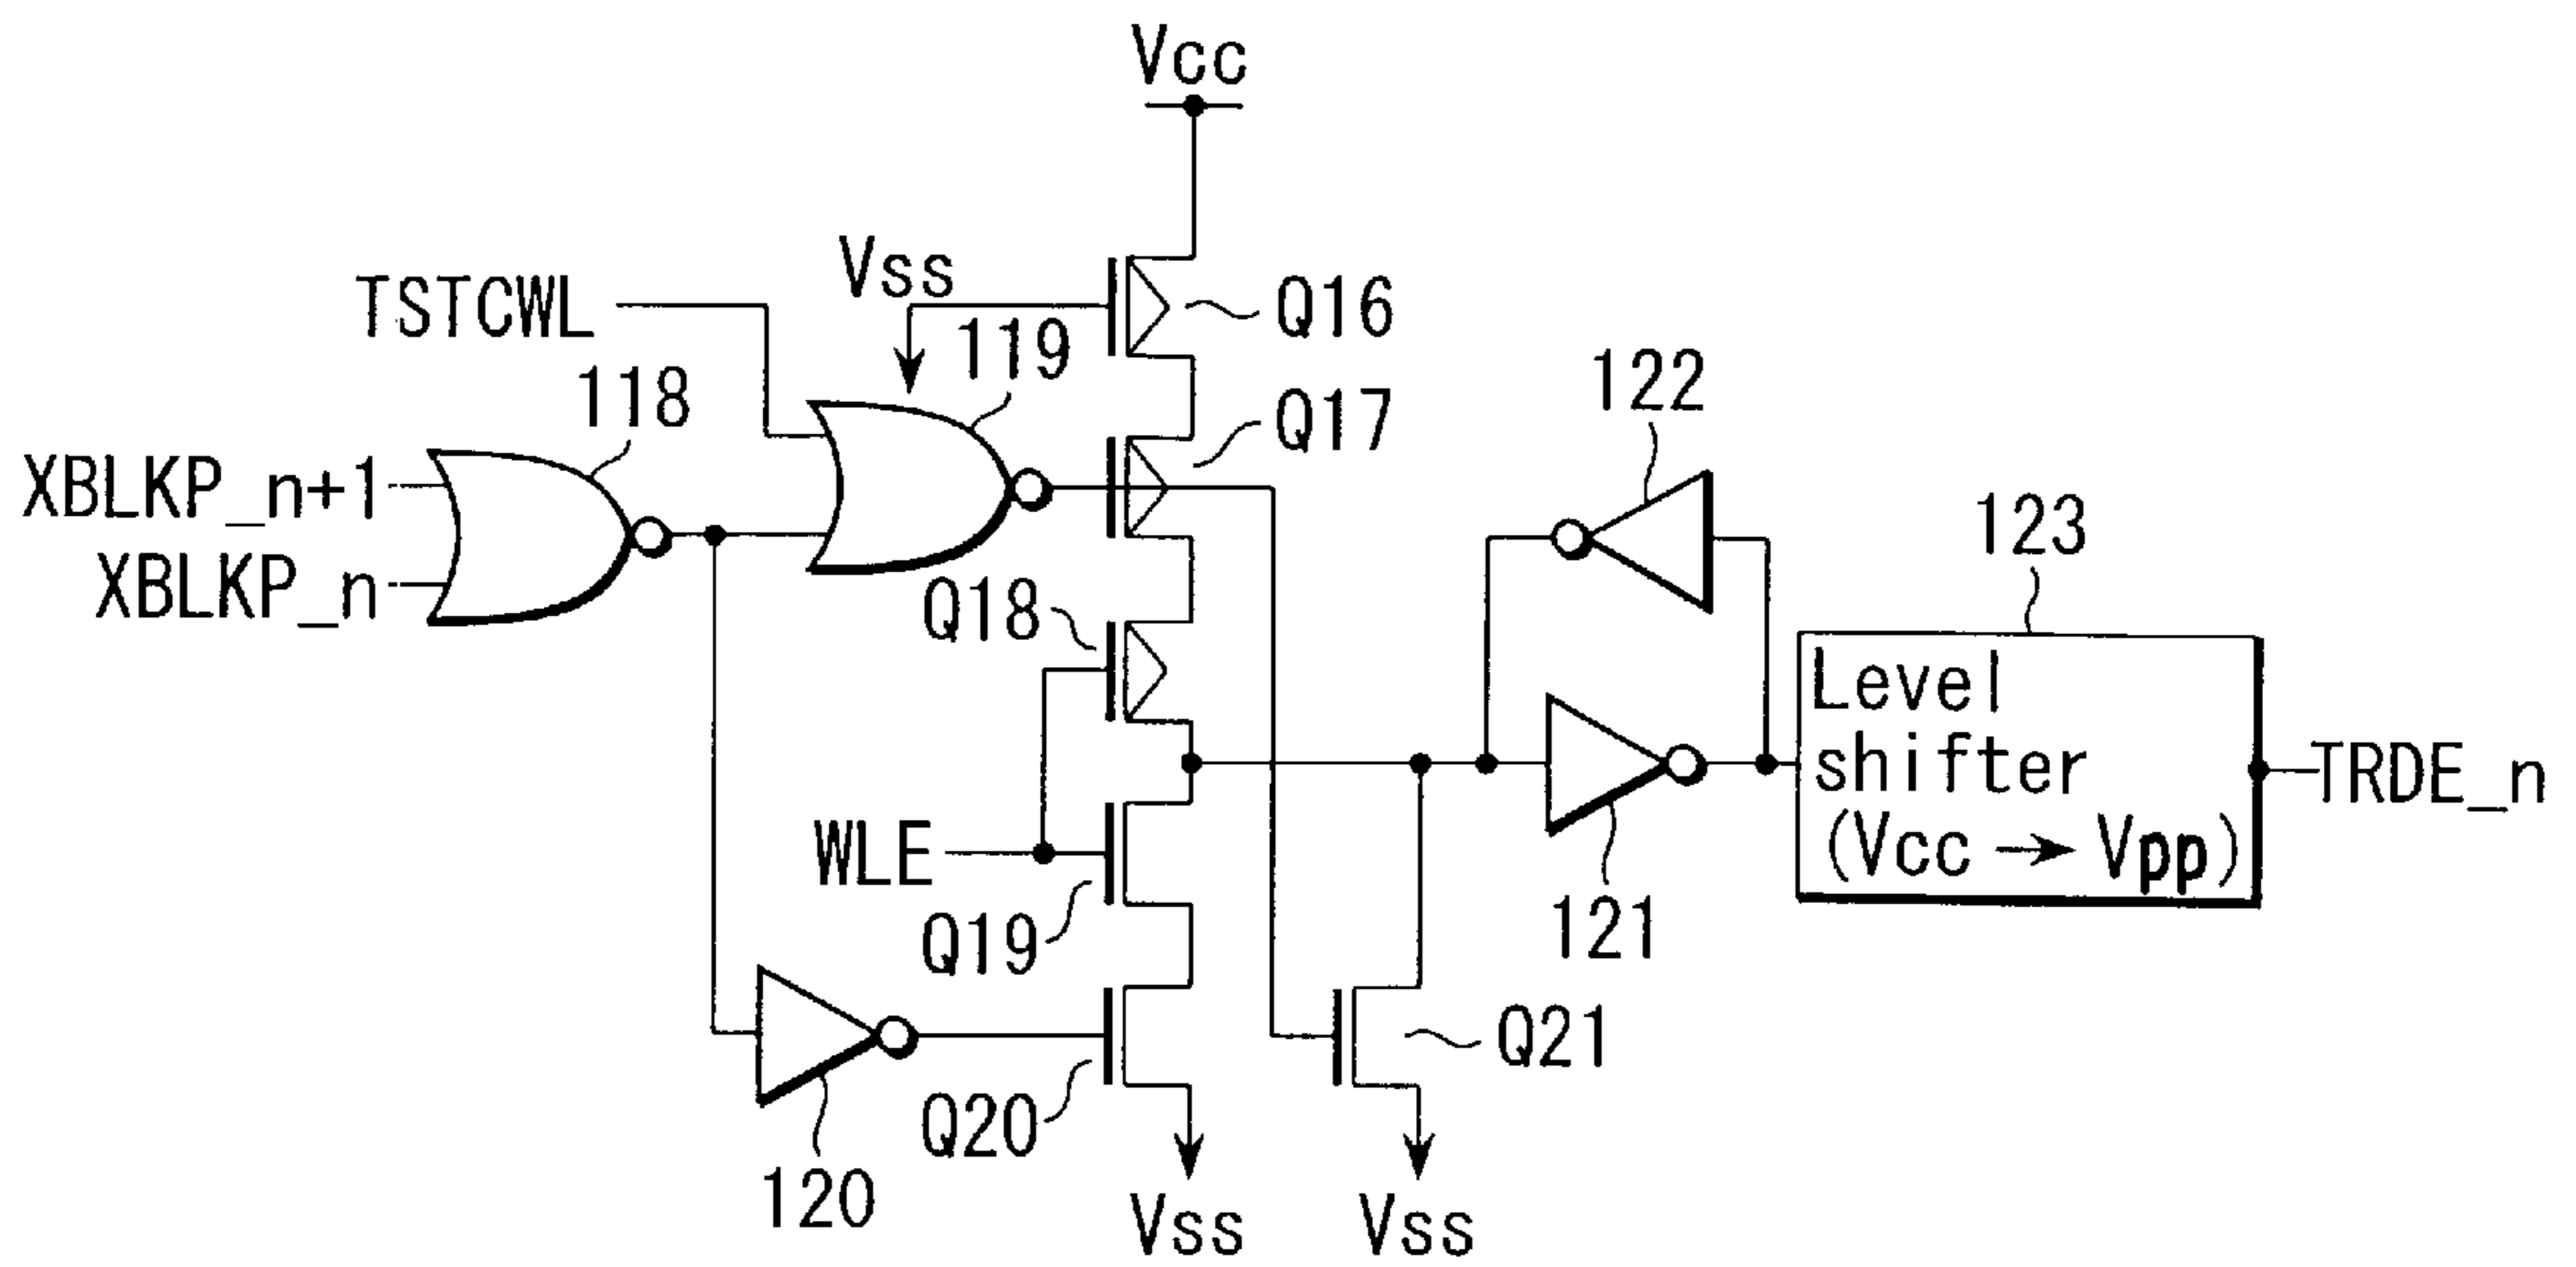 Vcc
Vss
TSTCWL
119
Q16
118
Q17
122
XBLKP_n+1
XBLKP_n
Q18
123
Level
shifter
(Vcc → Vpp)
TRDE_n
WLE
Q19
121
Q20
Q21
120
Vss
Vss